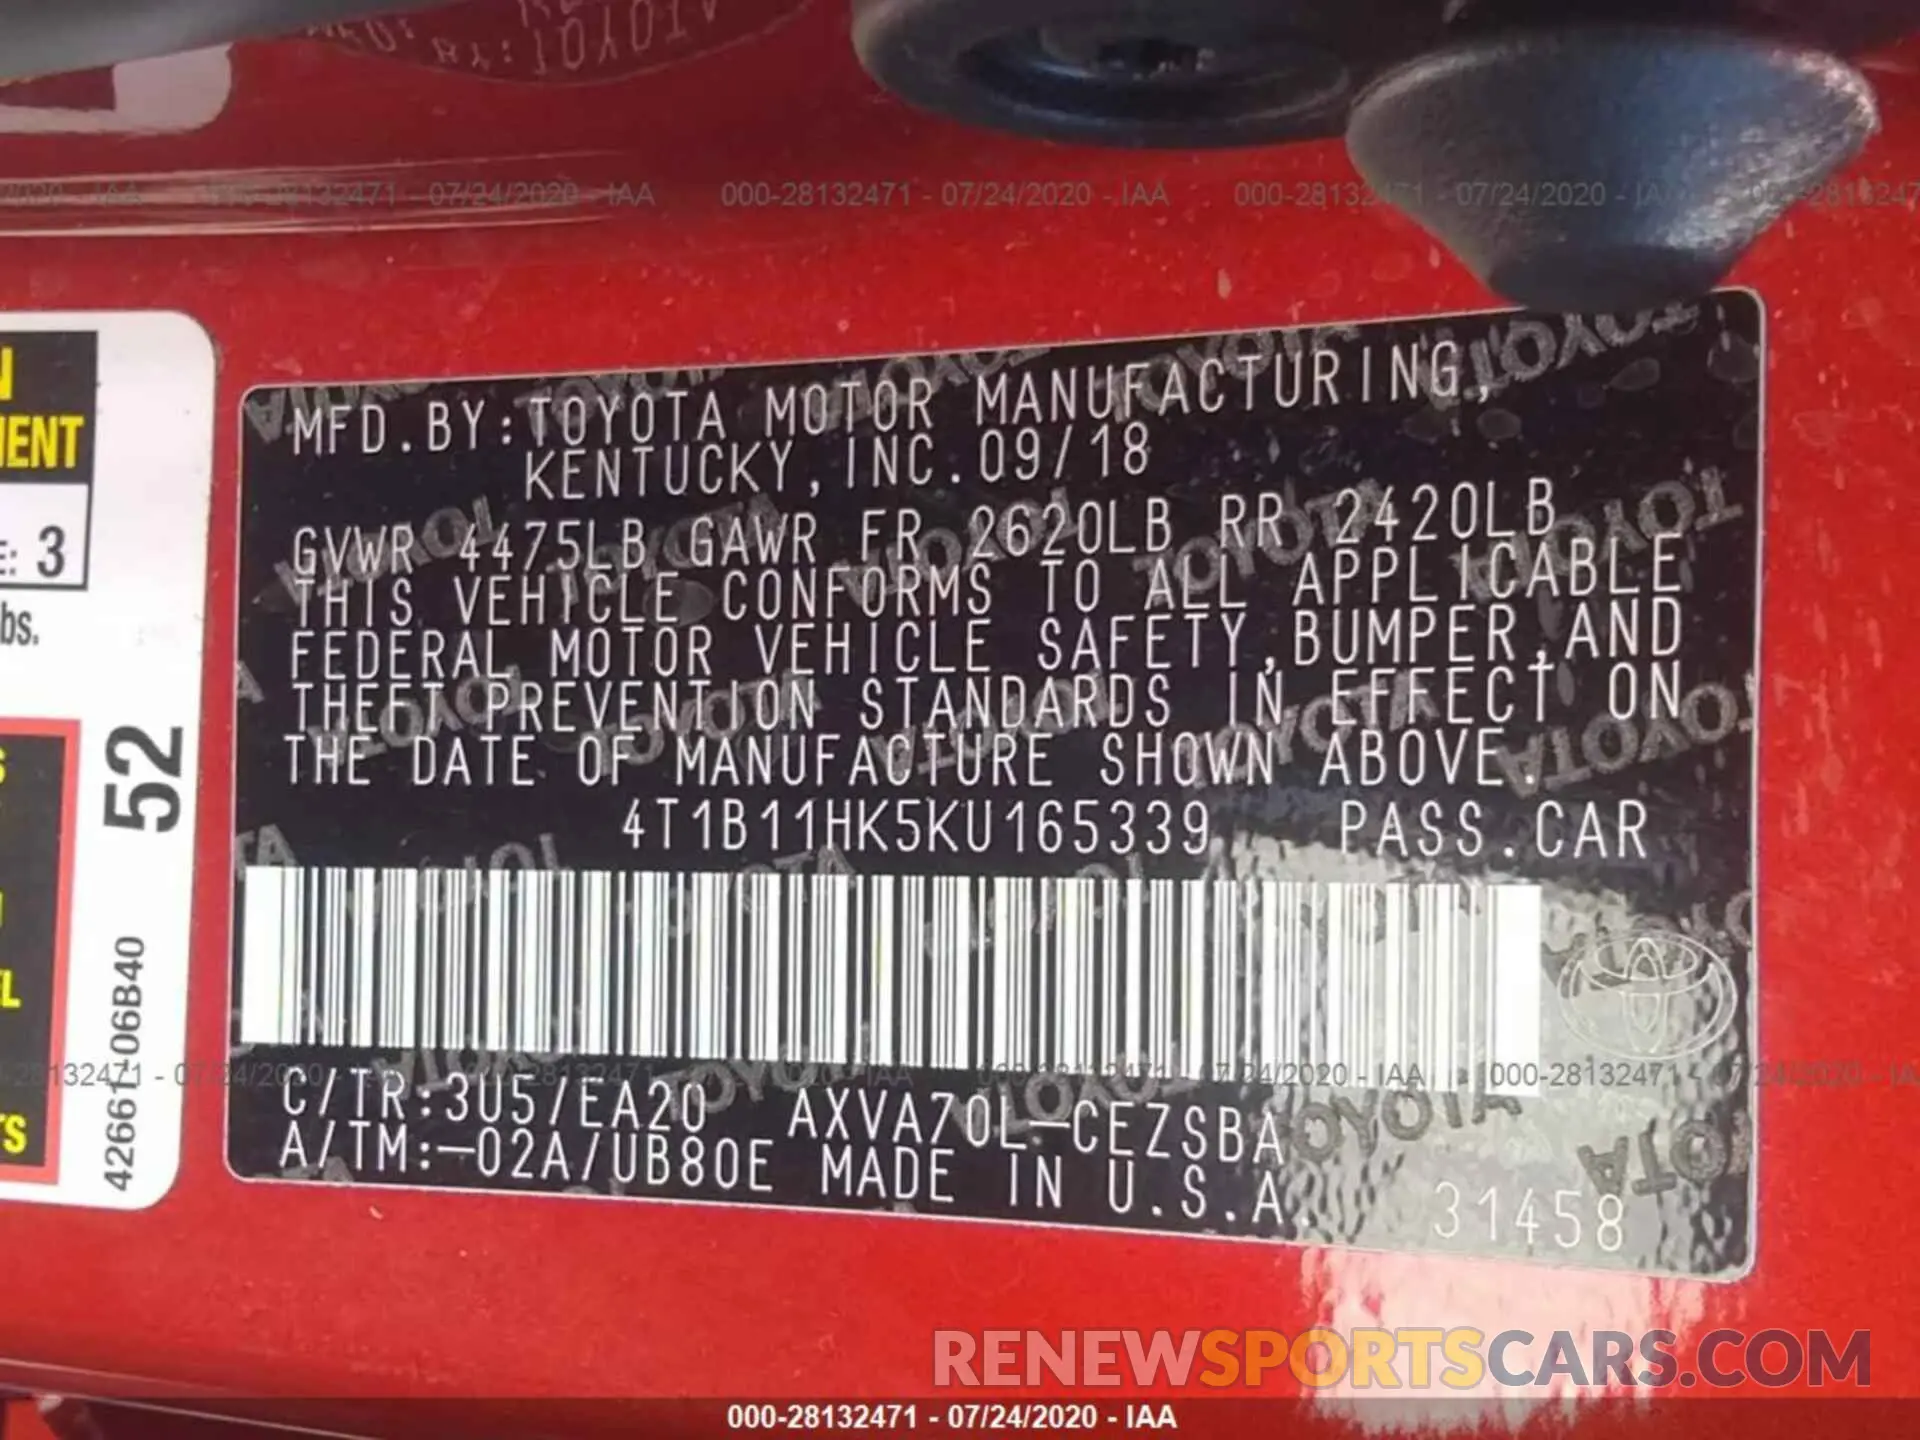 TOYOTA
000-28132471 - 07/24/2020 - IAA
MFD.BY:TOYOTA MOTOR MANUFACTURING,
KENTUCKY,INC.09/18
GVWR 4475LB GAWR FR 2620LB RR 2420LB
THIS VEHICLE CONFORMS TO ALL APPLICABLE
FEDERAL MOTOR VEHICLE SAFETY,BUMPER,AND
THEFT PREVENTION STANDARDS IN EFFECT ON
THE DATE OF MANUFACTURE SHOWN ABOVE.
4T1B11HK5KU165339 PASS.CAR
C/TR:3U5/EA20 AXVA70L-CEZSBA
A/TM:-02A/UB80E MADE IN U.S.A.
31458
3
52
42661-06B40
RENEWSPORTSCARS.COM
000-28132471 - 07/24/2020 - IAA